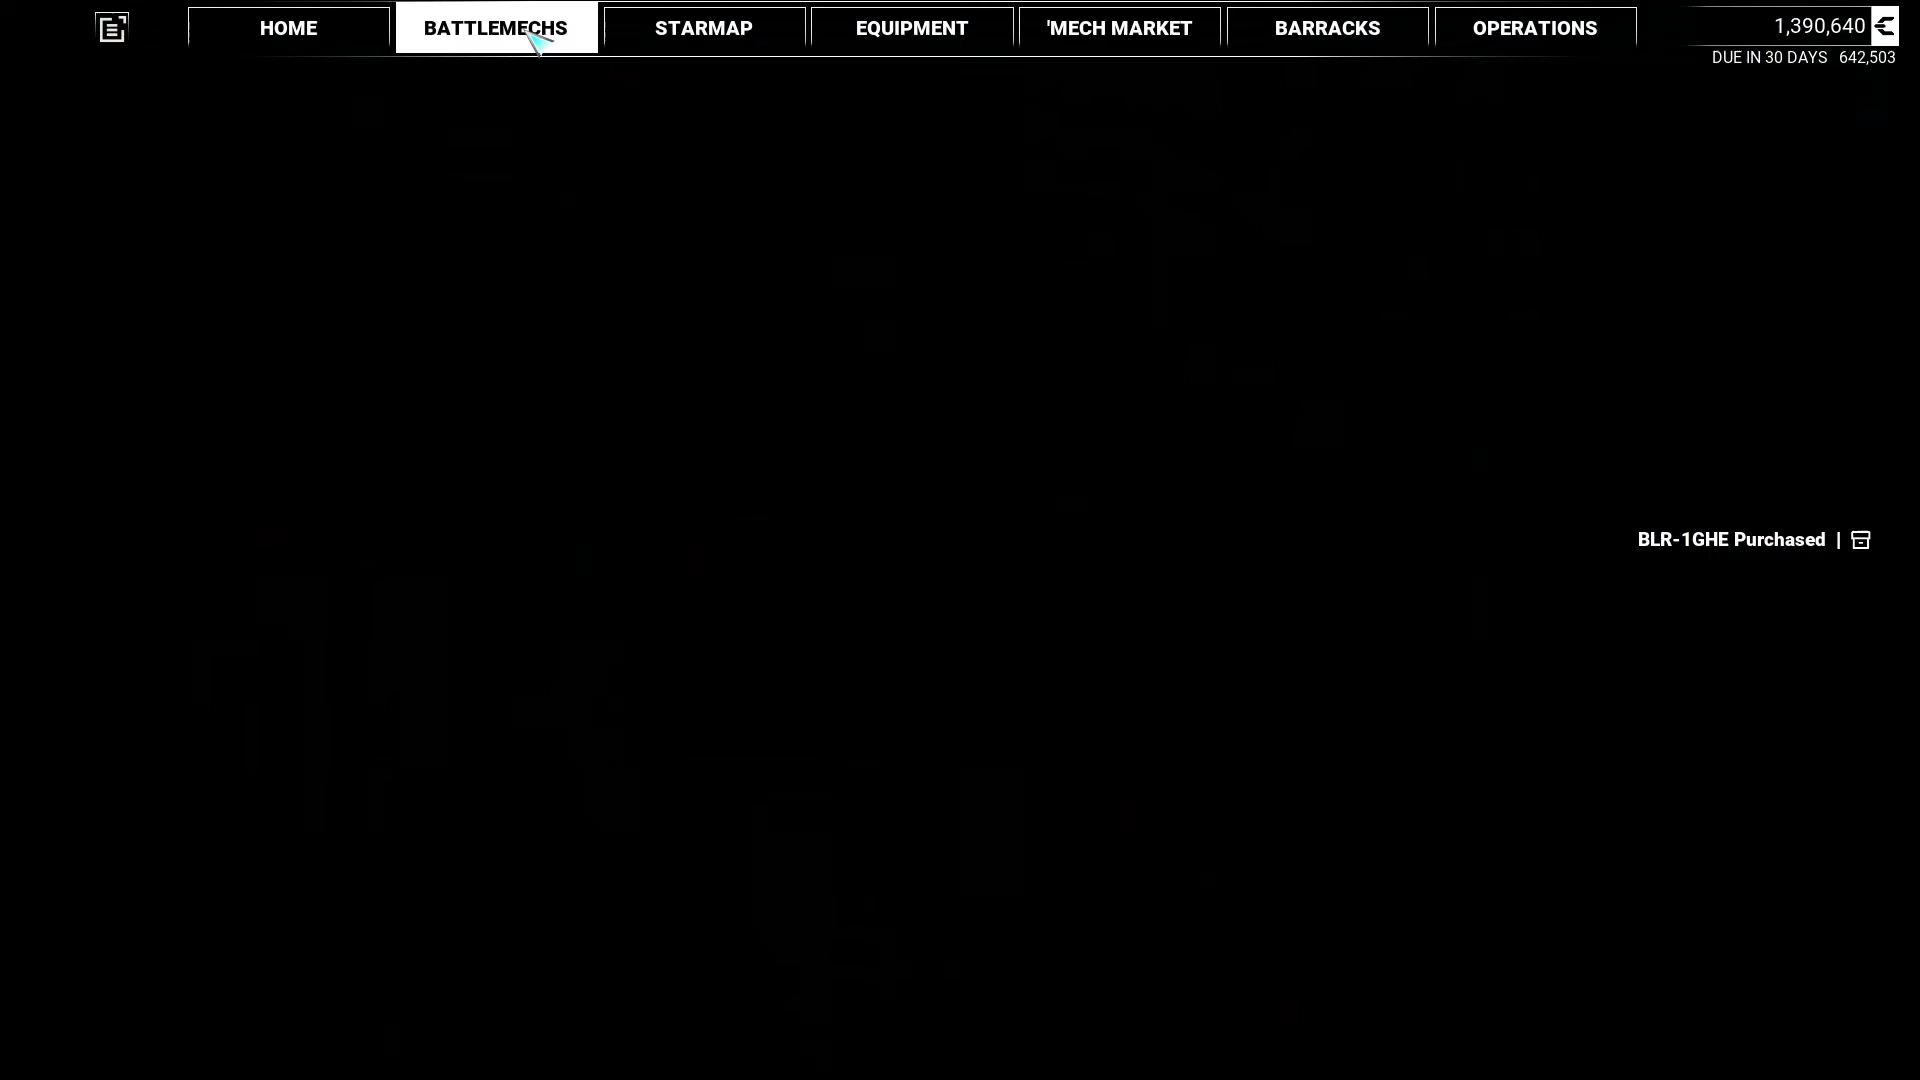 HOME
BATTLEMECHS
STARMAP
EQUIPMENT
'MECH MARKET
BARRACKS
OPERATIONS
1,390,640
DUE IN 30 DAYS 642,503
BLR-1GHE Purchased |